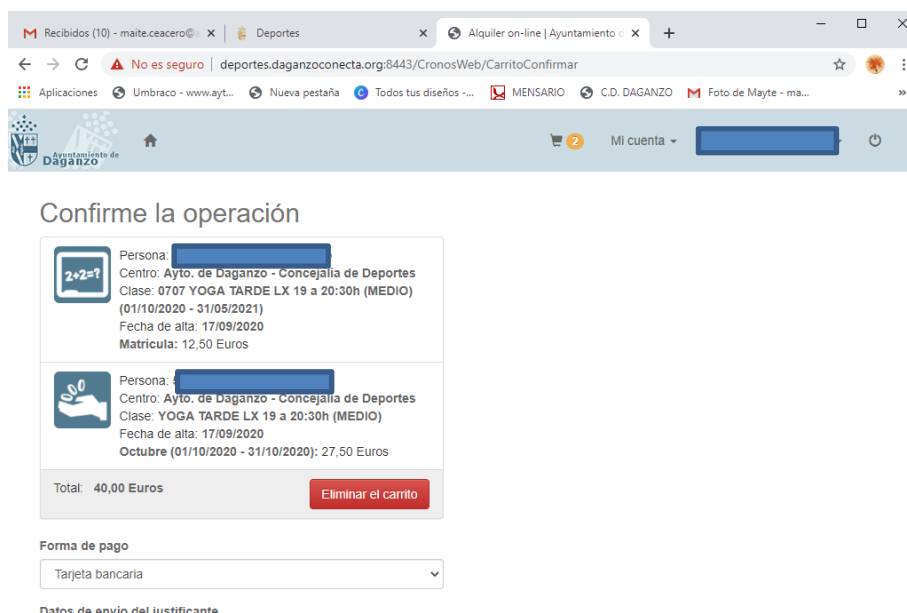 Recibidos (10) - maite.ceacero@a
Deportes
Alquiler on-line | Ayuntamiento d
No es seguro | deportes.daganzoconecta.org:8443/CronosWeb/CarritoConfirmar
Aplicaciones Umbraco - www.ayt... Nueva pestaña Todos tus diseños -... MENSARIO C.D. DAGANZO Foto de Mayte - ma... »
Ayuntamiento de
Daganzo
2 Mi cuenta
Confirme la operación
2+2=?
Persona:
Centro: Ayto. de Daganzo - Concejalía de Deportes
Clase: 0707 YOGA TARDE LX 19 a 20:30h (MEDIO)
(01/10/2020 - 31/05/2021)
Fecha de alta: 17/09/2020
Matrícula: 12,50 Euros
Persona:
Centro: Ayto. de Daganzo - Concejalía de Deportes
Clase: YOGA TARDE LX 19 a 20:30h (MEDIO)
Fecha de alta: 17/09/2020
Octubre (01/10/2020 - 31/10/2020): 27,50 Euros
Total: 40,00 Euros
Eliminar el carrito
Forma de pago
Tarjeta bancaria
Datos de envío del justificante